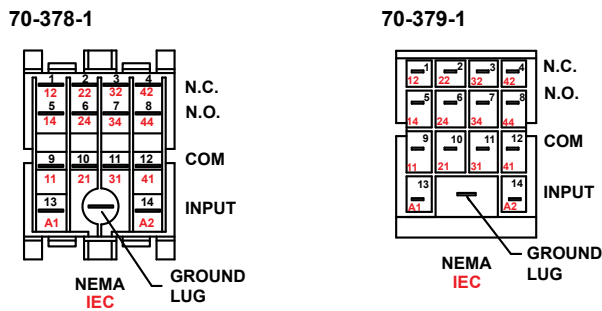 70-378-1
1 2 3 4 N.C.
12 22 32 42
5 6 7 8 N.O.
14 24 34 44
9 10 11 12 COM
11 21 31 41
13 14 INPUT
A1 A2
NEMA
IEC
GROUND
LUG
70-379-1
1 2 3 4 N.C.
12 22 32 42
N.O.
5 6 7 8
14 24 34 44
9 10 11 12 COM
11 21 31 41
13 14 INPUT
A1 A2
NEMA
IEC
GROUND
LUG